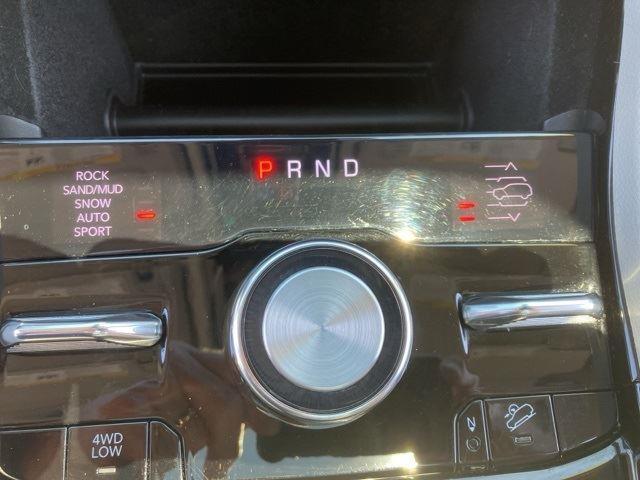 P R N D
ROCK
SAND/MUD
SNOW
AUTO
SPORT
4WD
LOW
N